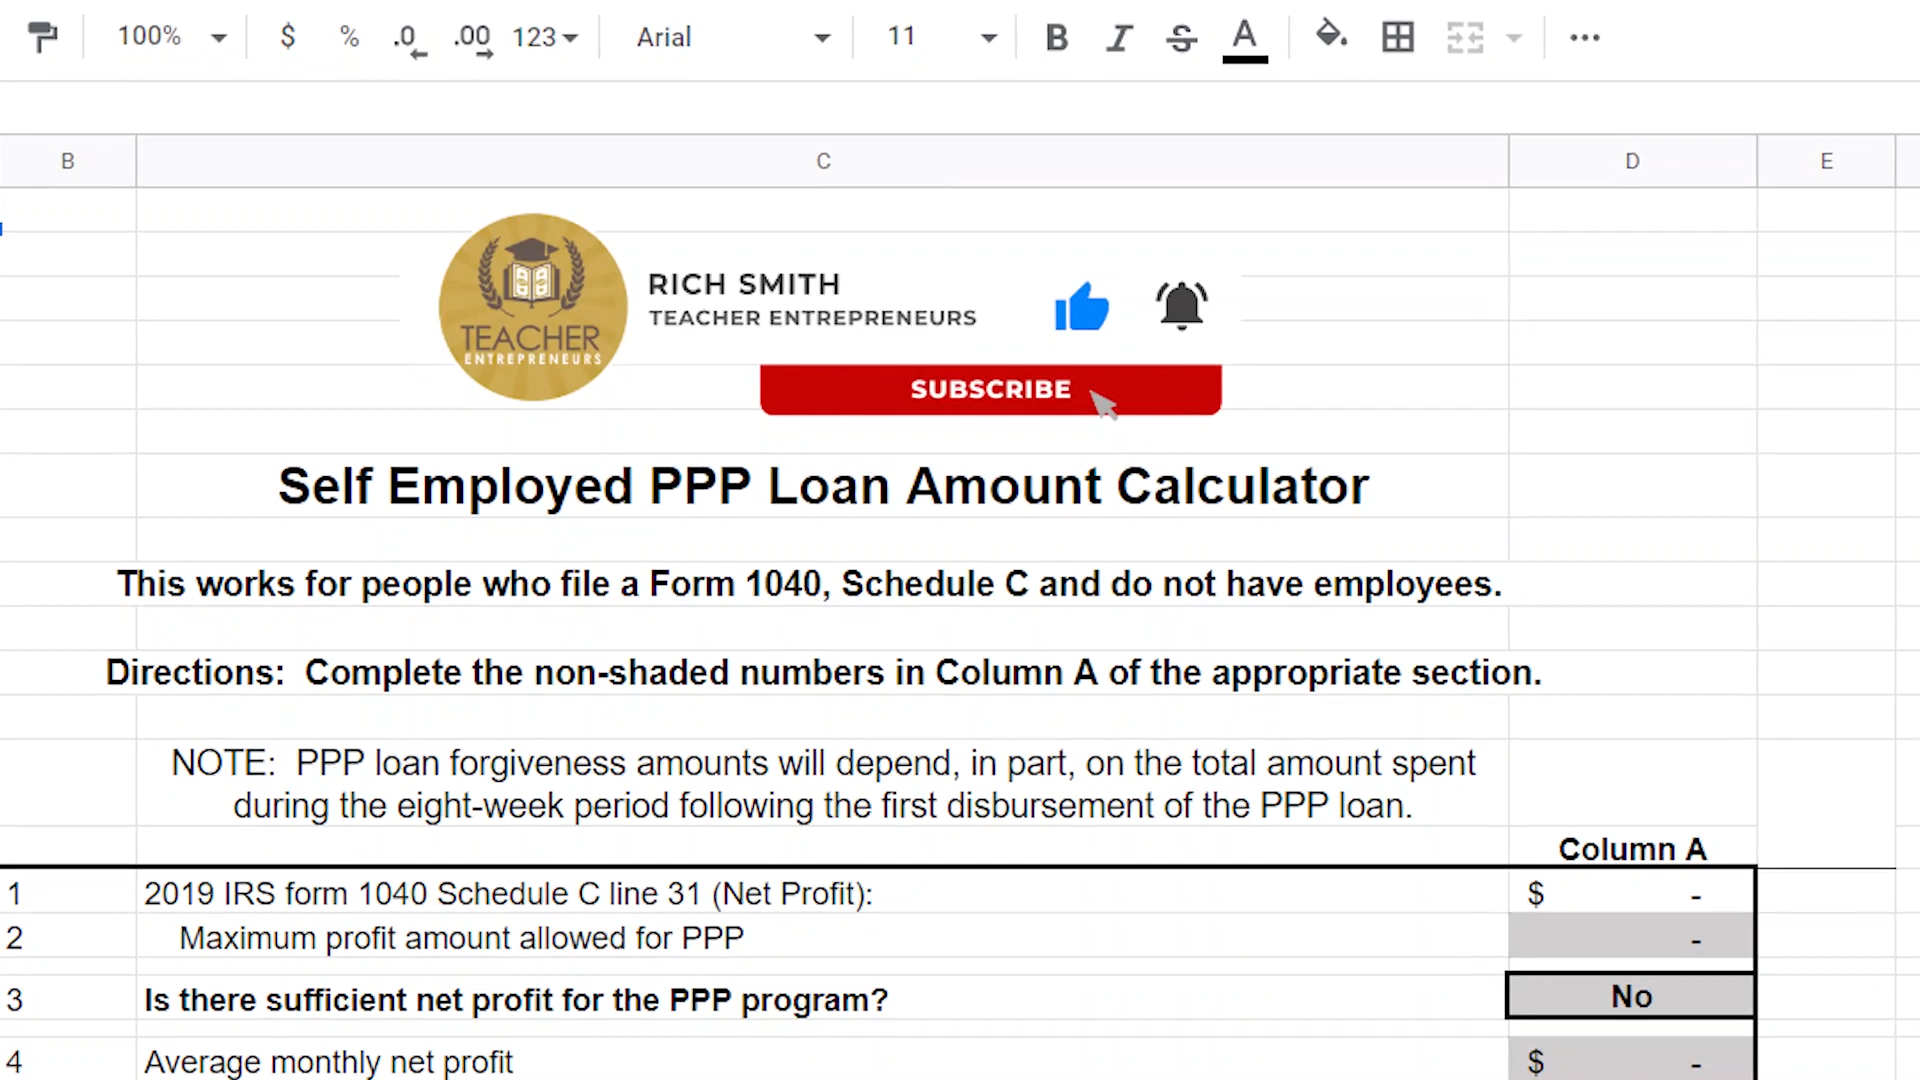 100% $ % .0 .00 123 Arial 11 B I S A
B C D E
TEACHER
ENTREPRENEURS
RICH SMITH
TEACHER ENTREPRENEURS
SUBSCRIBE
Self Employed PPP Loan Amount Calculator
This works for people who file a Form 1040, Schedule C and do not have employees.
Directions:  Complete the non-shaded numbers in Column A of the appropriate section.
NOTE:  PPP loan forgiveness amounts will depend, in part, on the total amount spent
during the eight-week period following the first disbursement of the PPP loan.
Column A
1 2019 IRS form 1040 Schedule C line 31 (Net Profit): $ -
2 Maximum profit amount allowed for PPP -
3 Is there sufficient net profit for the PPP program? No
4 Average monthly net profit $ -